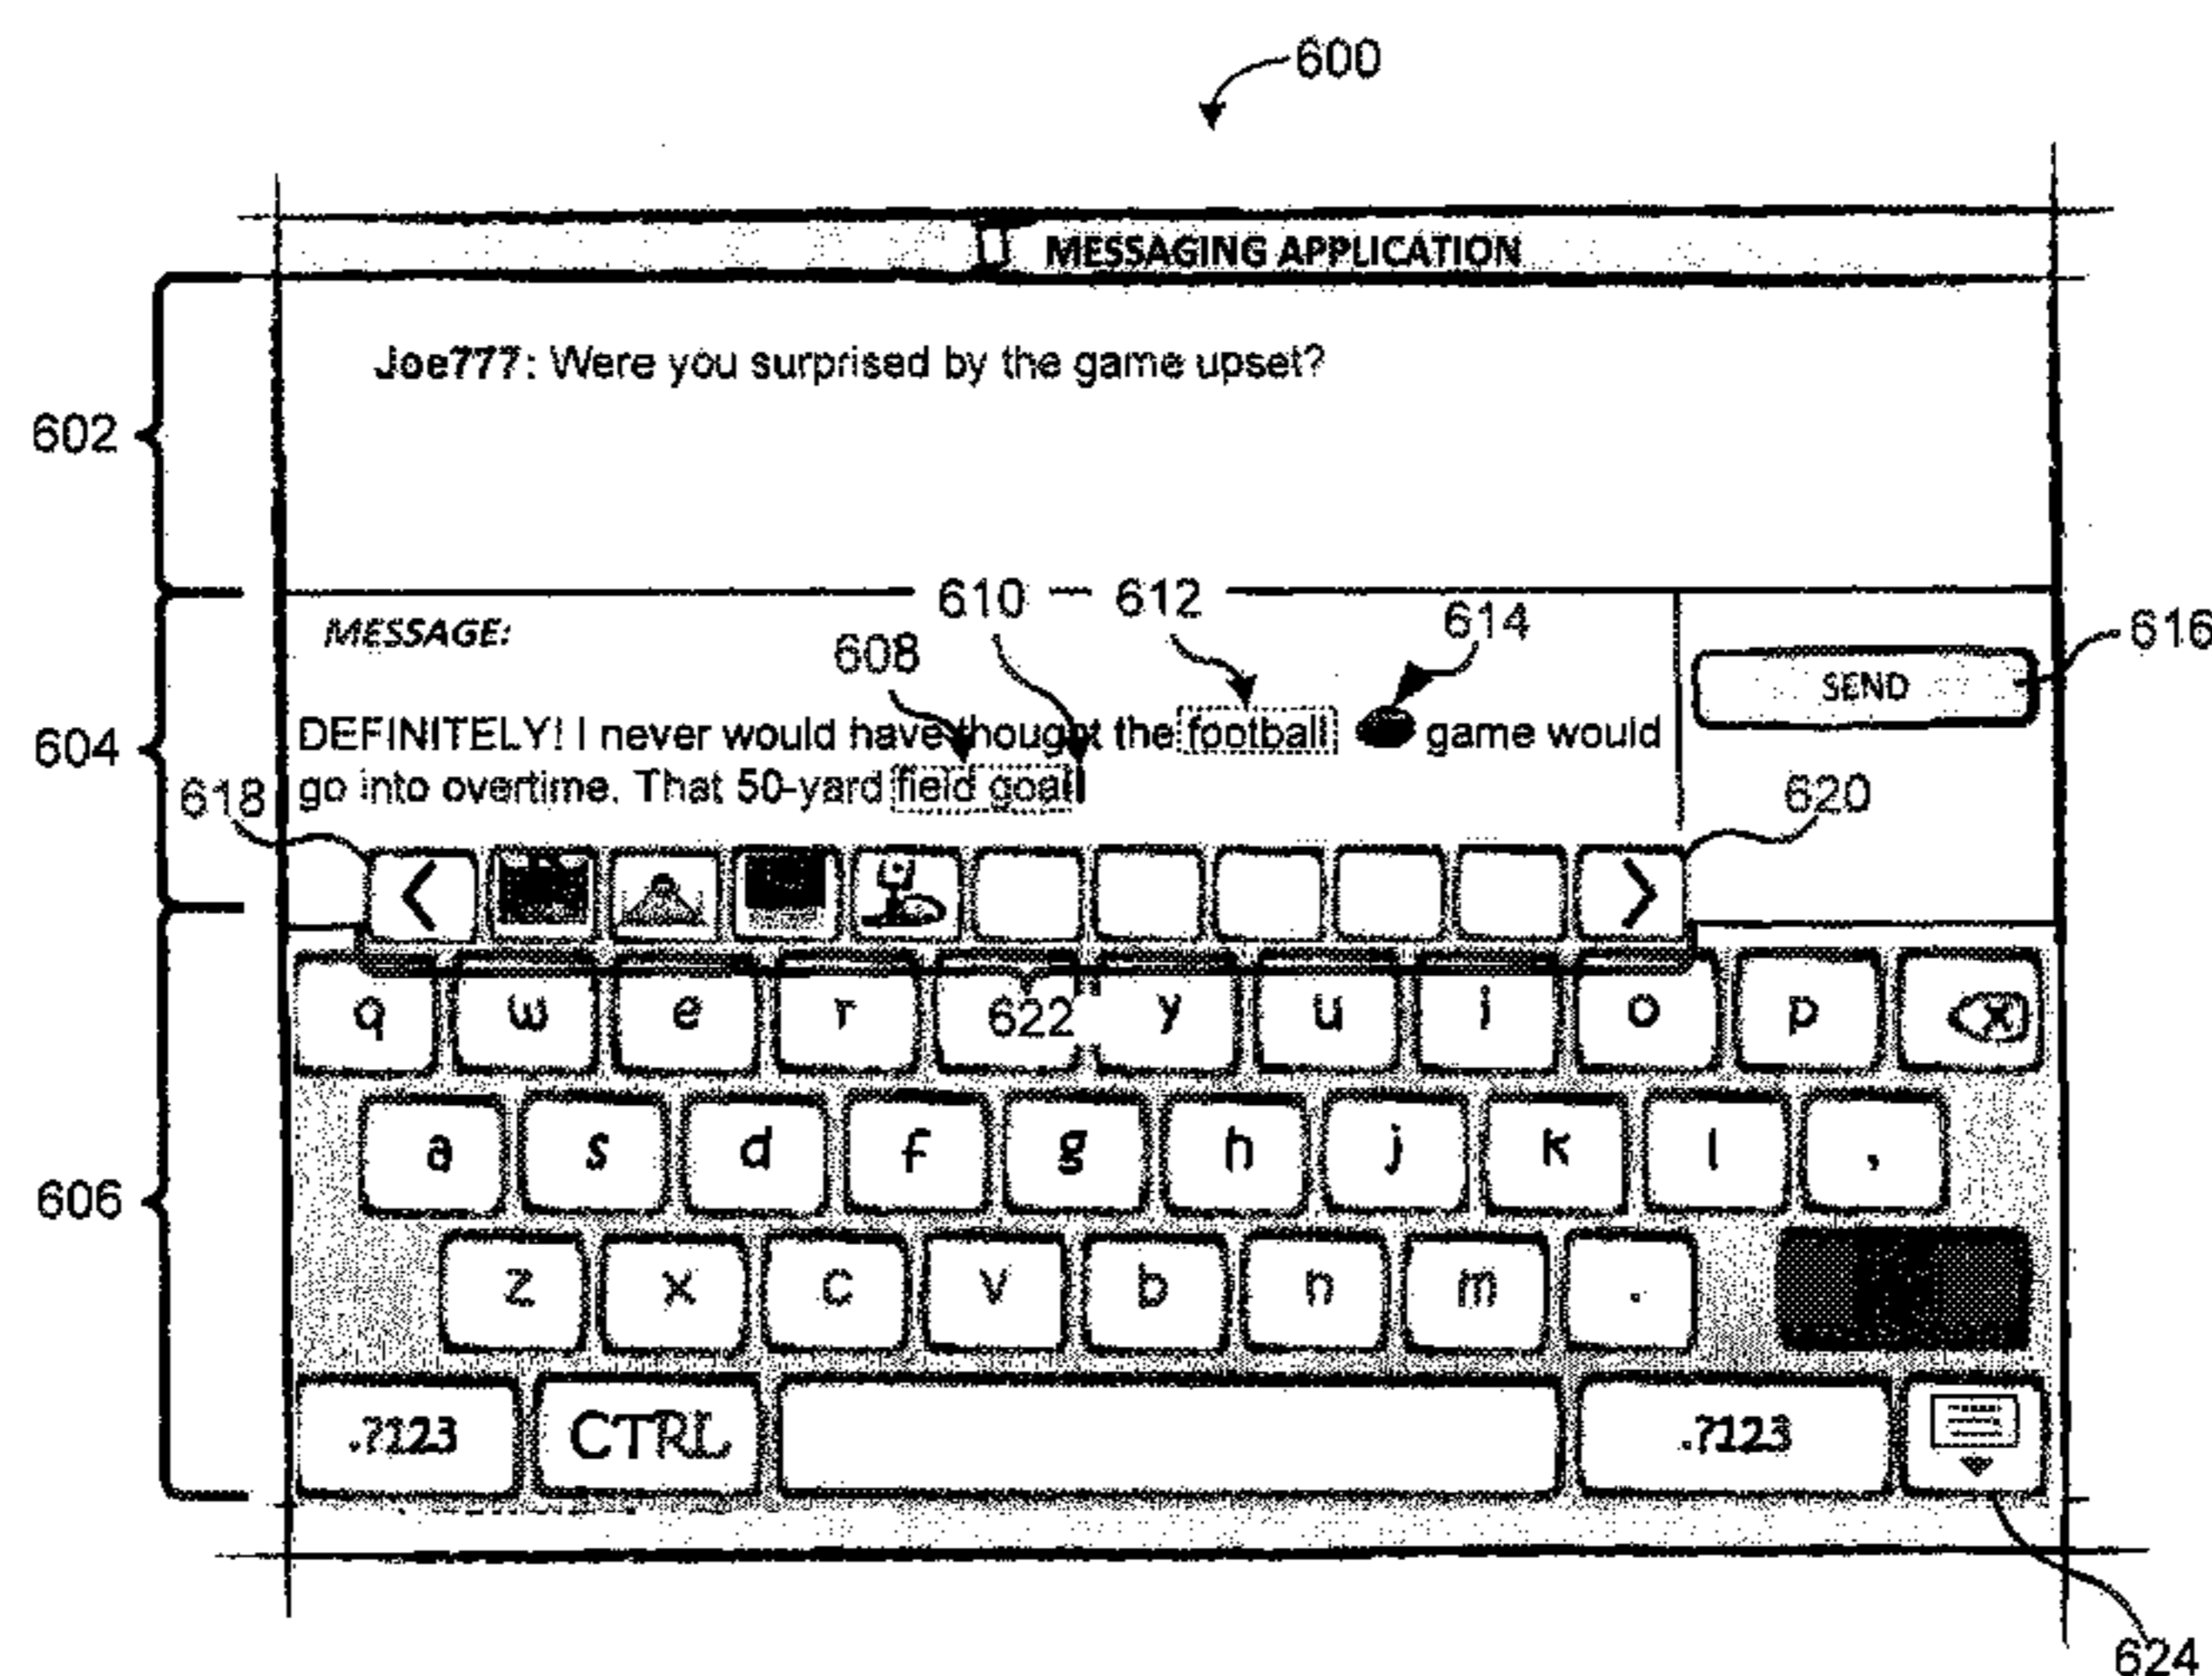 600
MESSAGING APPLICATION
Joe777: Were you surprised by the game upset?
602
610 612
MESSAGE:
608
614
616
SEND
604
DEFINITELY! I never would have thought the football game would
go into overtime. That 50-yard field goal
618
620
< >
q w e r 622 y u i o p x
606
a s d f g h j k l ,
z x c v b n m .
.?123 CTRL .?123
624